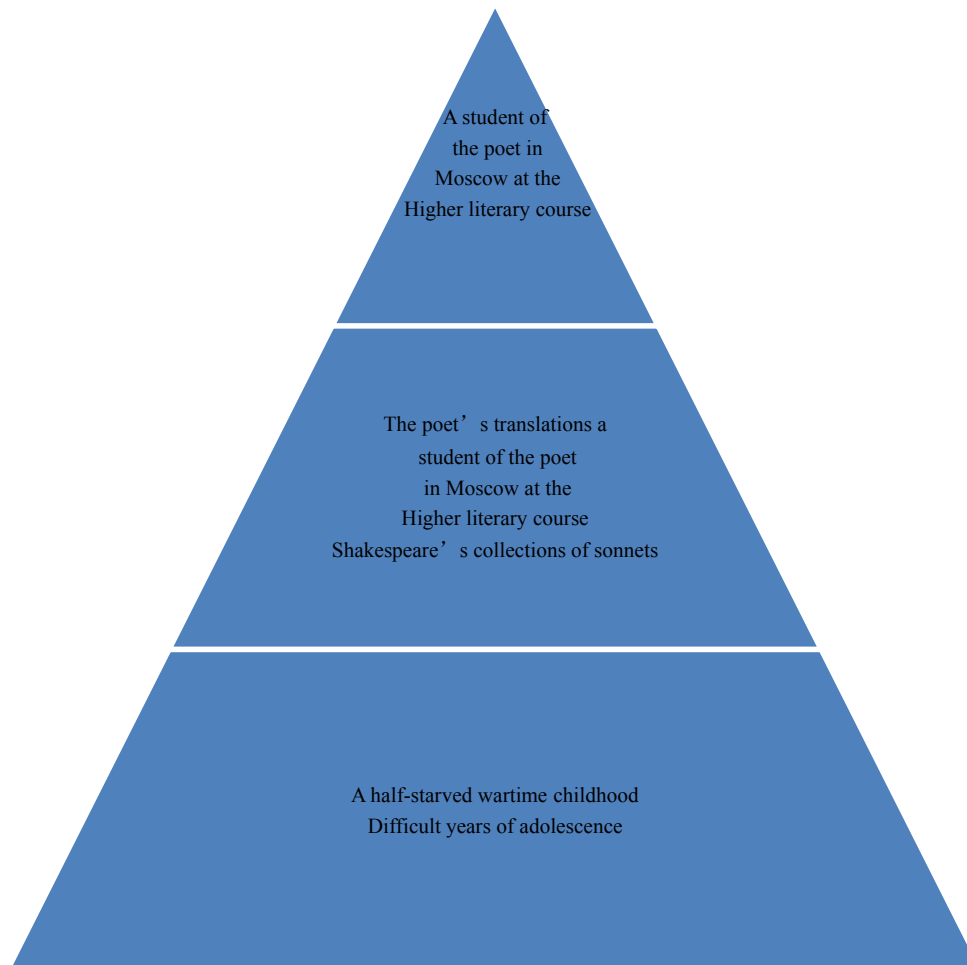 A student of
the poet in
Moscow at the
Higher literary course
The poet’s translations a
student of the poet
in Moscow at the
Higher literary course
Shakespeare’s collections of sonnets
A half-starved wartime childhood
Difficult years of adolescence